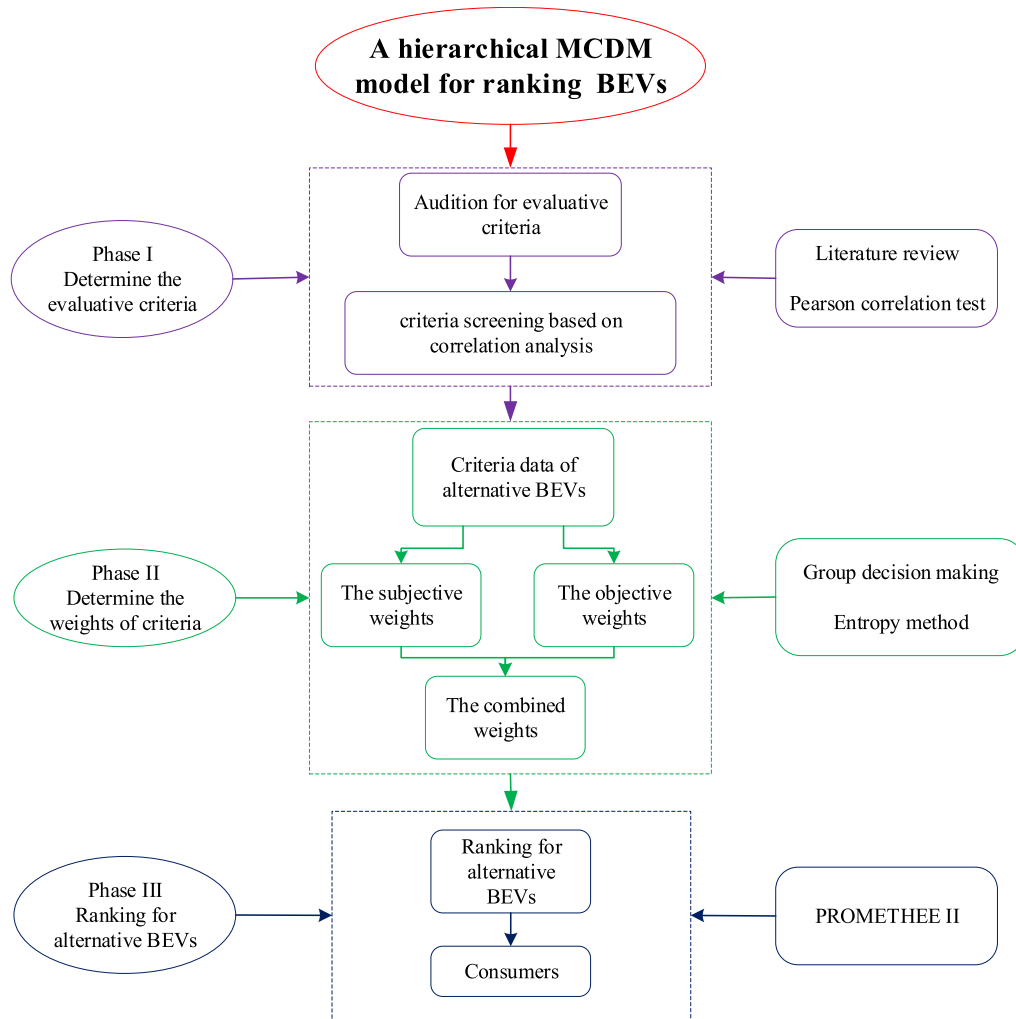 A hierarchical MCDM
model for ranking BEVs
Audition for evaluative
criteria
Phase I
Determine the
evaluative criteria
Literature review
Pearson correlation test
criteria screening based on
correlation analysis
Criteria data of
alternative BEVs
Phase II
Determine the
weights of criteria
The subjective
weights
The objective
weights
Group decision making
Entropy method
The combined
weights
Ranking for
alternative
BEVs
Phase III
Ranking for
alternative BEVs
PROMETHEE II
Consumers